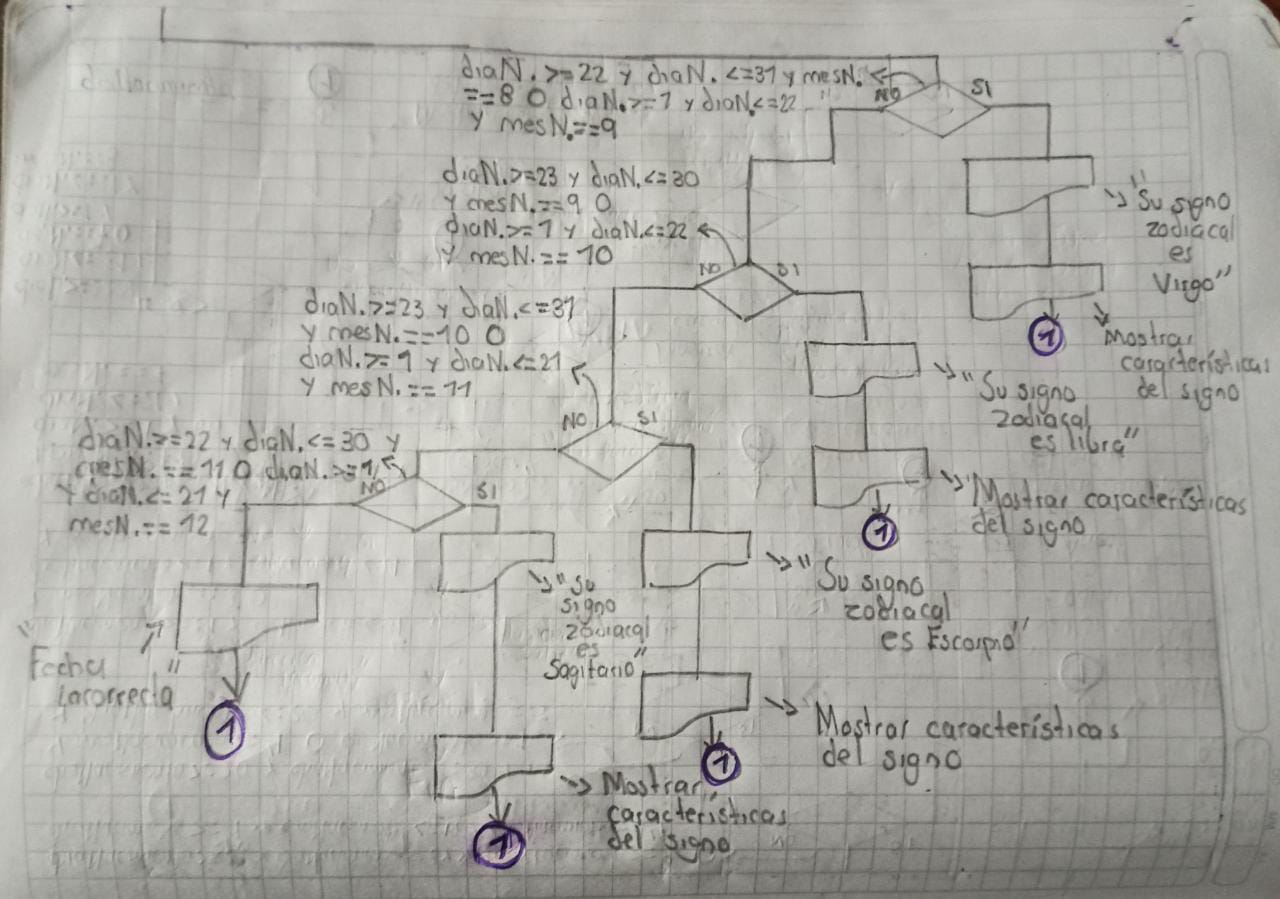 diaN. >= 22 y diaN. <= 31 y mesN.
== 8 O diaN. >= 1 y diaN. <= 22
y mesN. == 9
NO
SI
"Su signo
zodiacal
es
Virgo"
Mostrar
características
del signo
1
diaN. >= 23 y diaN. <= 30
y mesN. == 9 O
diaN. >= 1 y diaN. <= 22
y mesN. == 10
NO
SI
"Su signo
zodiacal
es libra"
Mostrar características
del signo
1
diaN. >= 23 y diaN. <= 31
y mesN. == 10 O
diaN. >= 1 y diaN. <= 21
y mesN. == 11
NO
SI
"Su signo
zodiacal
es Escorpio"
Mostrar características
del signo
1
diaN. >= 22 y diaN. <= 30 y
mesN. == 11 O diaN. >= 1
y diaN. <= 21 y
mesN. == 12
NO
SI
"Su
signo
zodiacal
es
Sagitario"
Mostrar
características
del signo
1
"Fecha
incorrecta"
1